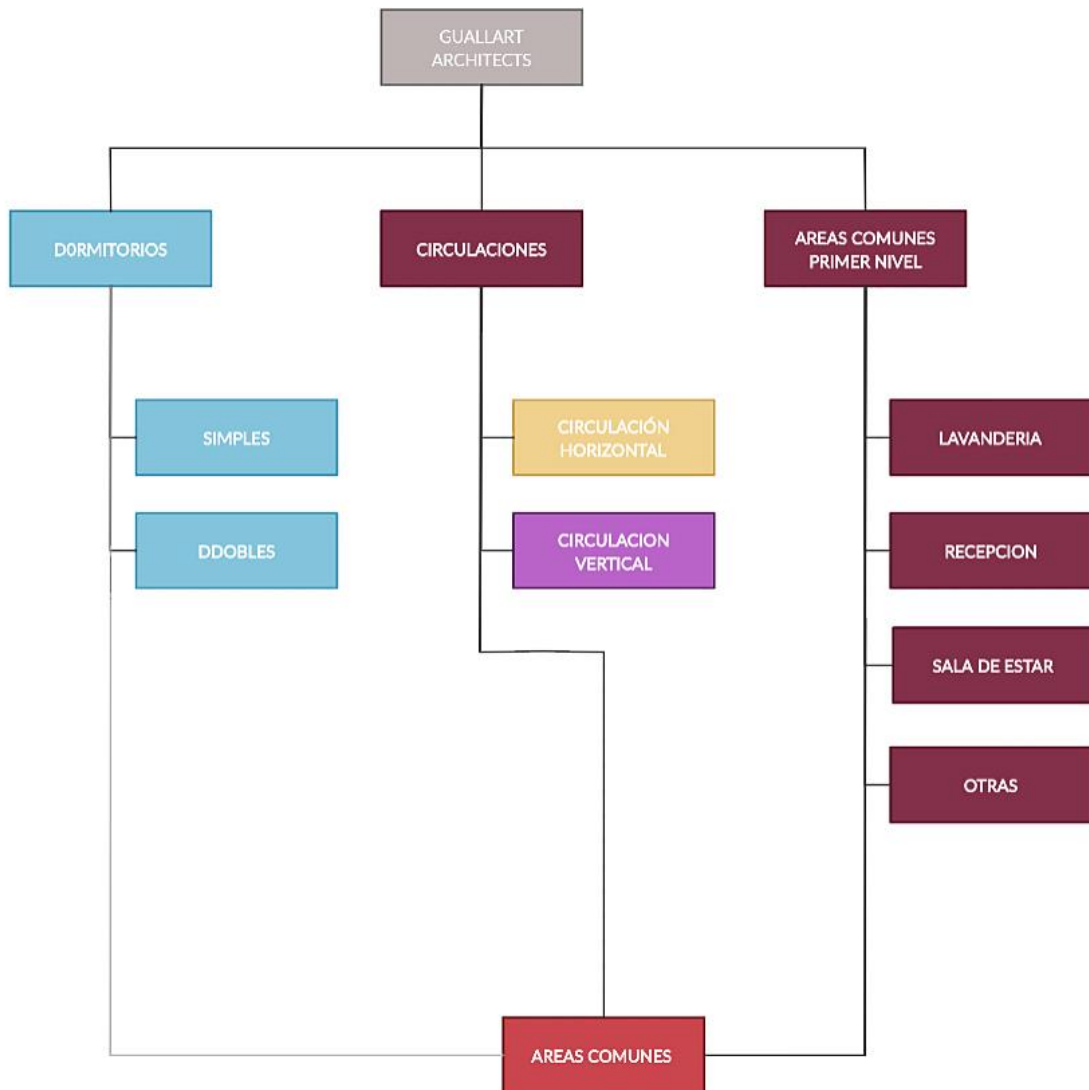 GUALLART
ARCHITECTS
D0RMITORIOS
CIRCULACIONES
AREAS COMUNES
PRIMER NIVEL
SIMPLES
DDOBLES
CIRCULACIÓN
HORIZONTAL
CIRCULACION
VERTICAL
LAVANDERIA
RECEPCION
SALA DE ESTAR
OTRAS
AREAS COMUNES